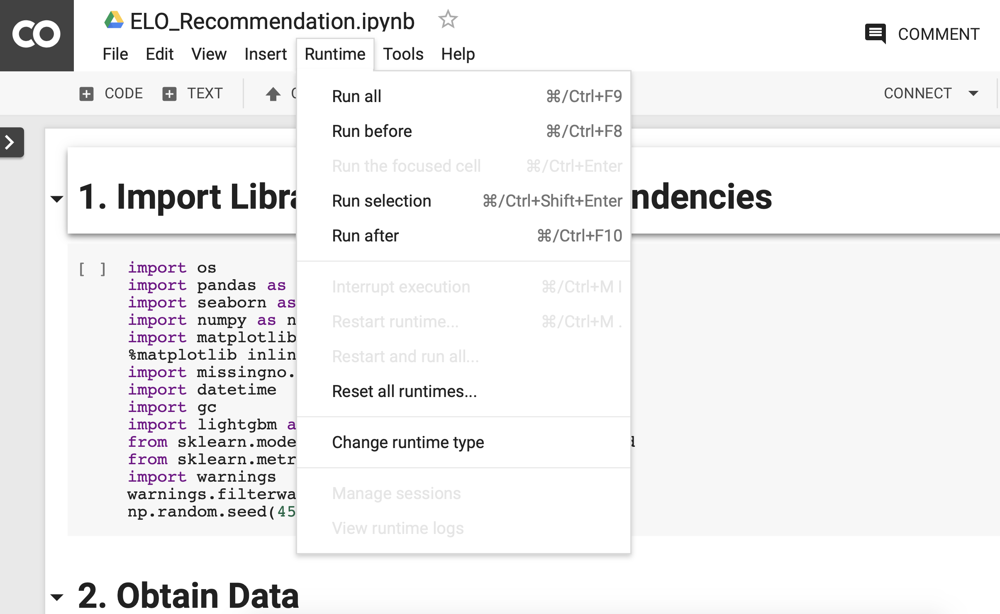 CO
ELO_Recommendation.ipynb
COMMENT
File Edit View Insert Runtime Tools Help
CODE TEXT
CONNECT
Run all ⌘/Ctrl+F9
Run before ⌘/Ctrl+F8
Run the focused cell ⌘/Ctrl+Enter
Run selection ⌘/Ctrl+Shift+Enter
Run after ⌘/Ctrl+F10
Interrupt execution ⌘/Ctrl+M I
Restart runtime... ⌘/Ctrl+M .
Restart and run all...
Reset all runtimes...
Change runtime type
Manage sessions
View runtime logs
1. Import Libra ndencies
[ ] import os
import pandas as
import seaborn as
import numpy as n
import matplotlib
%matplotlib inlin
import missingno.
import datetime
import gc
import lightgbm a
from sklearn.mode d
from sklearn.metr
import warnings
warnings.filterwa
np.random.seed(45
2. Obtain Data